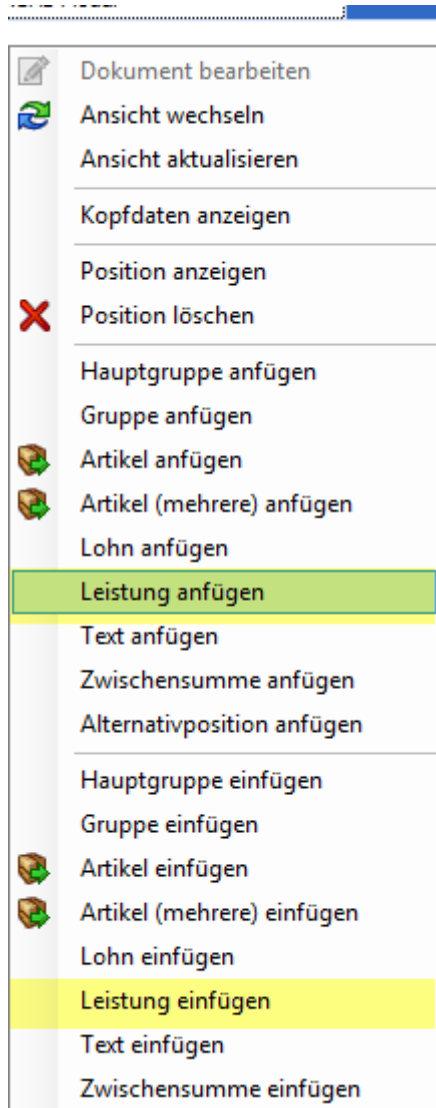 Dokument bearbeiten
Ansicht wechseln
Ansicht aktualisieren
Kopfdaten anzeigen
Position anzeigen
Position löschen
Hauptgruppe anfügen
Gruppe anfügen
Artikel anfügen
Artikel (mehrere) anfügen
Lohn anfügen
Leistung anfügen
Text anfügen
Zwischensumme anfügen
Alternativposition anfügen
Hauptgruppe einfügen
Gruppe einfügen
Artikel einfügen
Artikel (mehrere) einfügen
Lohn einfügen
Leistung einfügen
Text einfügen
Zwischensumme einfügen